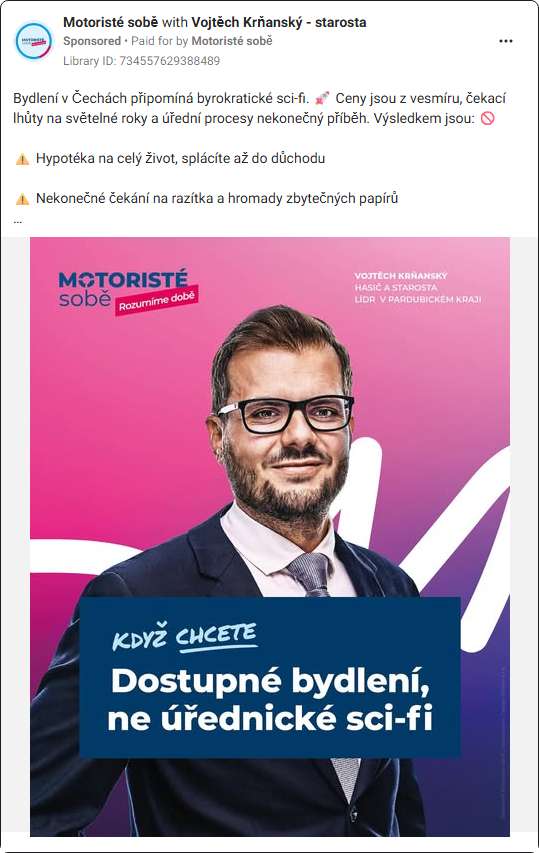 Motoristé sobě with Vojtěch Krňanský - starosta
Sponsored • Paid for by Motoristé sobě
Library ID: 734557629388489
Bydlení v Čechách připomíná byrokratické sci-fi. 🚀 Ceny jsou z vesmíru, čekací
lhůty na světelné roky a úřední procesy nekonečný příběh. Výsledkem jsou: 🚫
⚠️ Hypotéka na celý život, splácíte až do důchodu
⚠️ Nekonečné čekání na razítka a hromady zbytečných papírů
...
MOTORISTÉ
sobě
Rozumíme době
VOJTĚCH KRŇANSKÝ
HASIČ A STAROSTA
LÍDR V PARDUBICKÉM KRAJI
KDYŽ CHCETE
Dostupné bydlení,
ne úřednické sci-fi